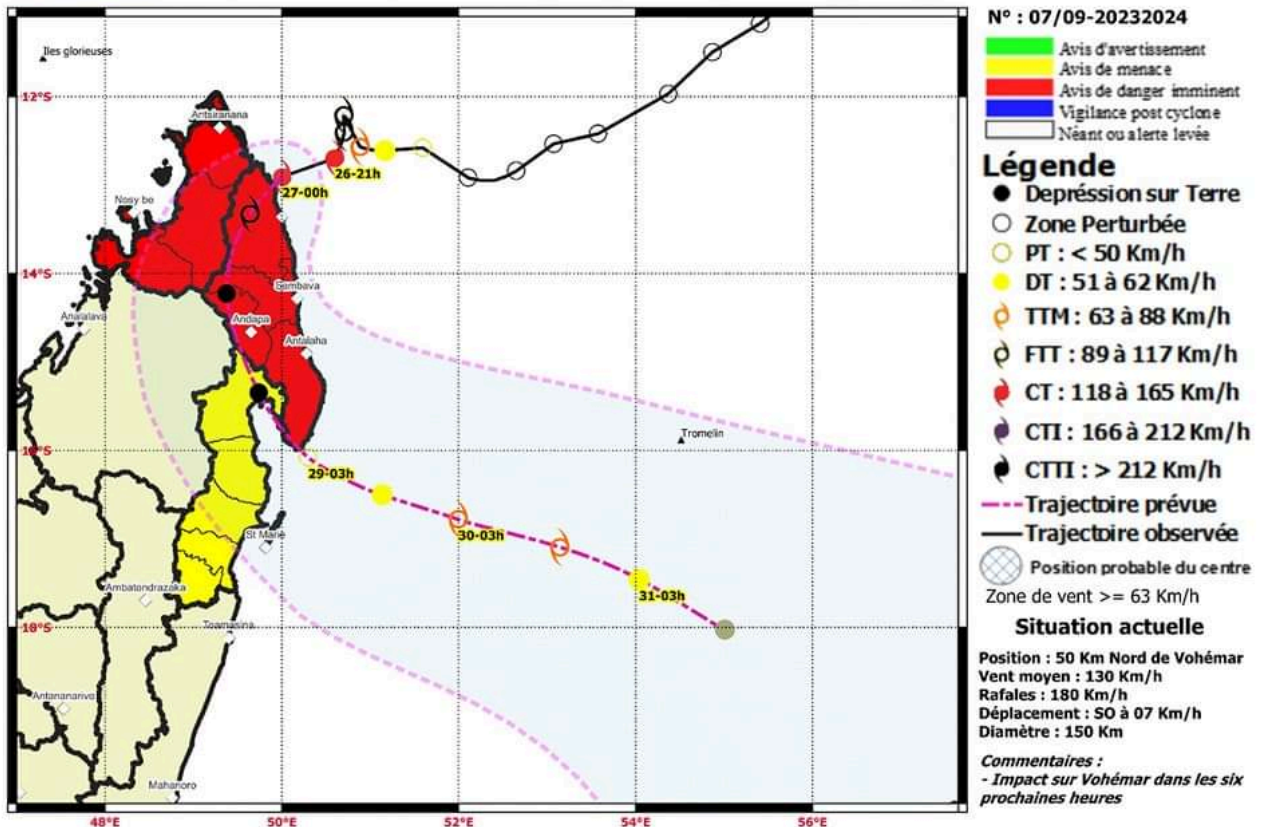 N° : 07/09-20232024
Avis d'avertissement
Avis de menace
Avis de danger imminent
Vigilance post cyclone
Néant ou alerte levée
Légende
Depréssion sur Terre
Zone Perturbée
PT : < 50 Km/h
DT : 51 à 62 Km/h
TTM : 63 à 88 Km/h
FTT : 89 à 117 Km/h
CT : 118 à 165 Km/h
CTI : 166 à 212 Km/h
CTTI : > 212 Km/h
Trajectoire prévue
Trajectoire observée
Position probable du centre
Zone de vent >= 63 Km/h
Situation actuelle
Position : 50 Km Nord de Vohémar
Vent moyen : 130 Km/h
Rafales : 180 Km/h
Déplacement : SO à 07 Km/h
Diamètre : 150 Km
Commentaires :
- Impact sur Vohémar dans les six
prochaines heures
Iles glorieuses
12°S
Antsiranana
26-21h
27-00h
Nosy be
14°S
Sambava
Analalava
Andapa
Antalaha
Tromelin
16°S
29-03h
St Marie
30-03h
Ambatondrazaka
31-03h
18°S
Toamasina
Antananarivo
Mahanoro
48°E
50°E
52°E
54°E
56°E